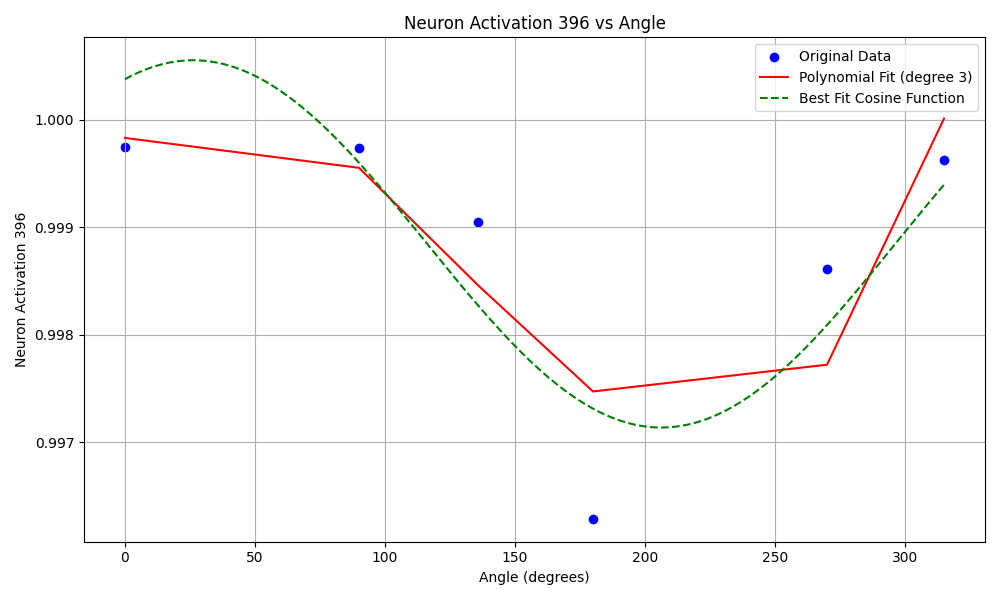 Neuron Activation 396 vs Angle
Original Data
Polynomial Fit (degree 3)
Best Fit Cosine Function
Neuron Activation 396
1.000
0.999
0.998
0.997
0 50 100 150 200 250 300
Angle (degrees)